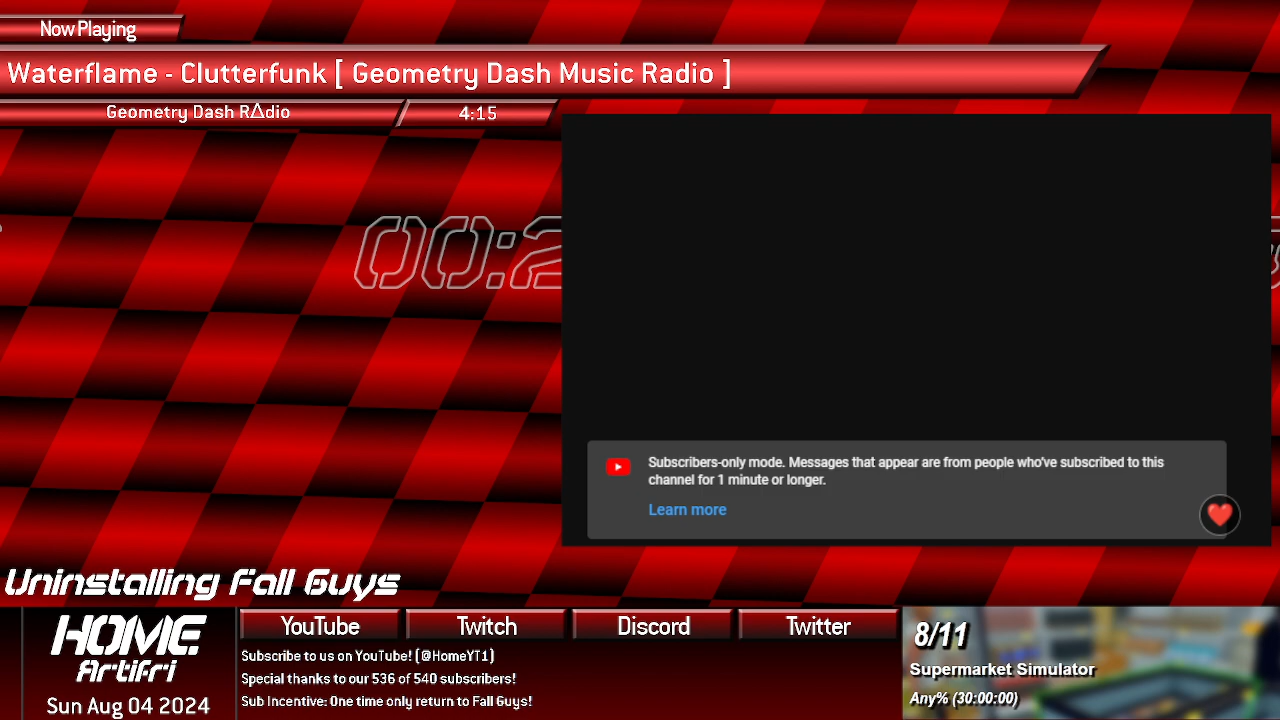 Now Playing
Waterflame - Clutterfunk [ Geometry Dash Music Radio ]
Geometry Dash RΔdio
4:15
00:2
Subscribers-only mode. Messages that appear are from people who've subscribed to this
channel for 1 minute or longer.
Learn more
Uninstalling Fall Guys
HOME
Artifri
Sun Aug 04 2024
YouTube
Twitch
Discord
Twitter
Subscribe to us on YouTube! (@HomeYT1)
Special thanks to our 536 of 540 subscribers!
Sub Incentive: One time only return to Fall Guys!
8/11
Supermarket Simulator
Any% (30:00:00)